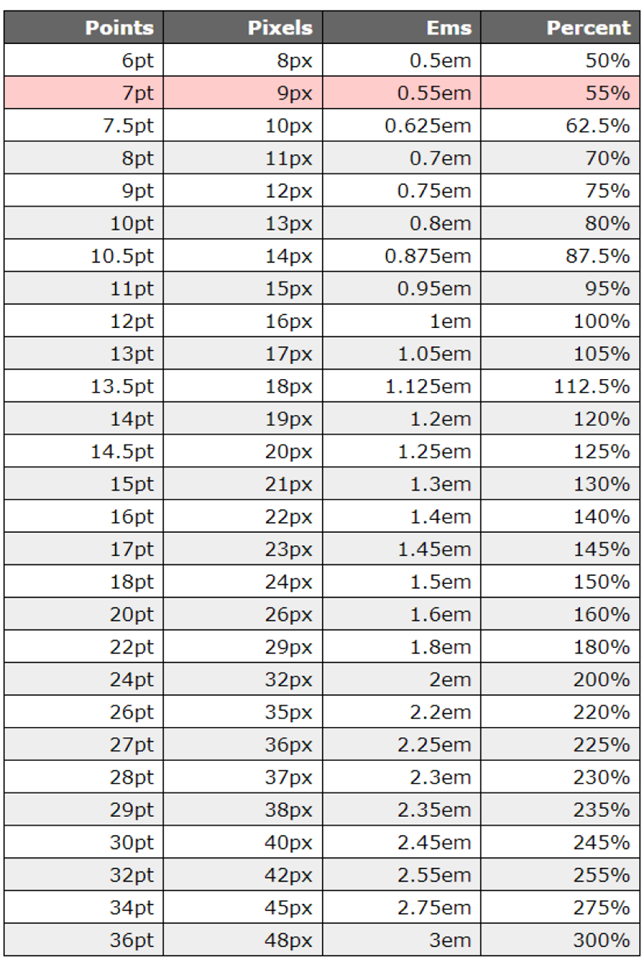 Points Pixels Ems Percent
6pt 8px 0.5em 50%
7pt 9px 0.55em 55%
7.5pt 10px 0.625em 62.5%
8pt 11px 0.7em 70%
9pt 12px 0.75em 75%
10pt 13px 0.8em 80%
10.5pt 14px 0.875em 87.5%
11pt 15px 0.95em 95%
12pt 16px 1em 100%
13pt 17px 1.05em 105%
13.5pt 18px 1.125em 112.5%
14pt 19px 1.2em 120%
14.5pt 20px 1.25em 125%
15pt 21px 1.3em 130%
16pt 22px 1.4em 140%
17pt 23px 1.45em 145%
18pt 24px 1.5em 150%
20pt 26px 1.6em 160%
22pt 29px 1.8em 180%
24pt 32px 2em 200%
26pt 35px 2.2em 220%
27pt 36px 2.25em 225%
28pt 37px 2.3em 230%
29pt 38px 2.35em 235%
30pt 40px 2.45em 245%
32pt 42px 2.55em 255%
34pt 45px 2.75em 275%
36pt 48px 3em 300%